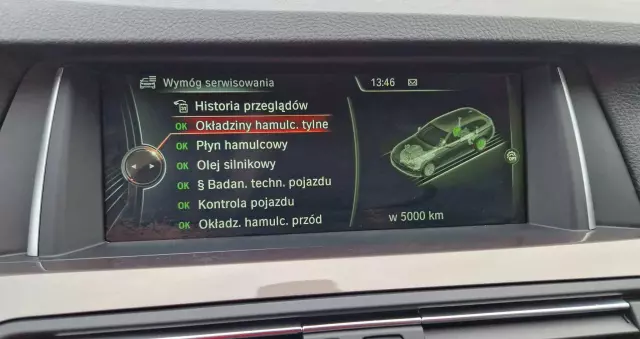 Wymóg serwisowania
13:46
Historia przeglądów
OK Okładziny hamulc. tylne
OK Płyn hamulcowy
OK Olej silnikowy
OK § Badan. techn. pojazdu
OK Kontrola pojazdu
OK Okładz. hamulc. przód
w 5000 km